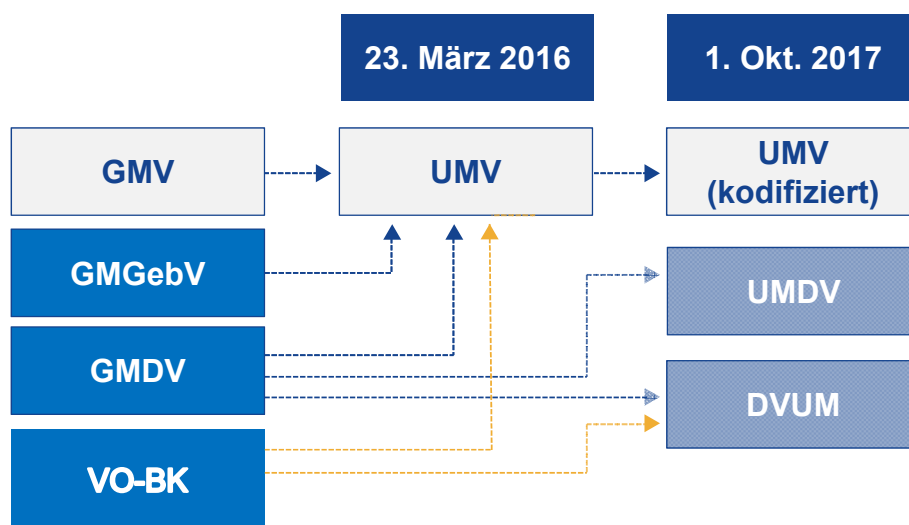 23. März 2016
1. Okt. 2017
GMV
UMV
UMV
(kodifiziert)
GMGebV
UMDV
GMDV
DVUM
VO-BK